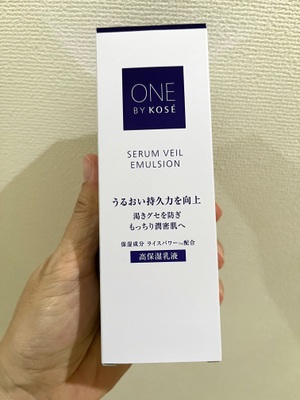 ONE
BY KOSÉ
SERUM VEIL
EMULSION
うるおい持久力を向上
渇きグセを防ぎ
もっちり潤密肌へ
保湿成分 ライスパワー™配合
高保湿乳液